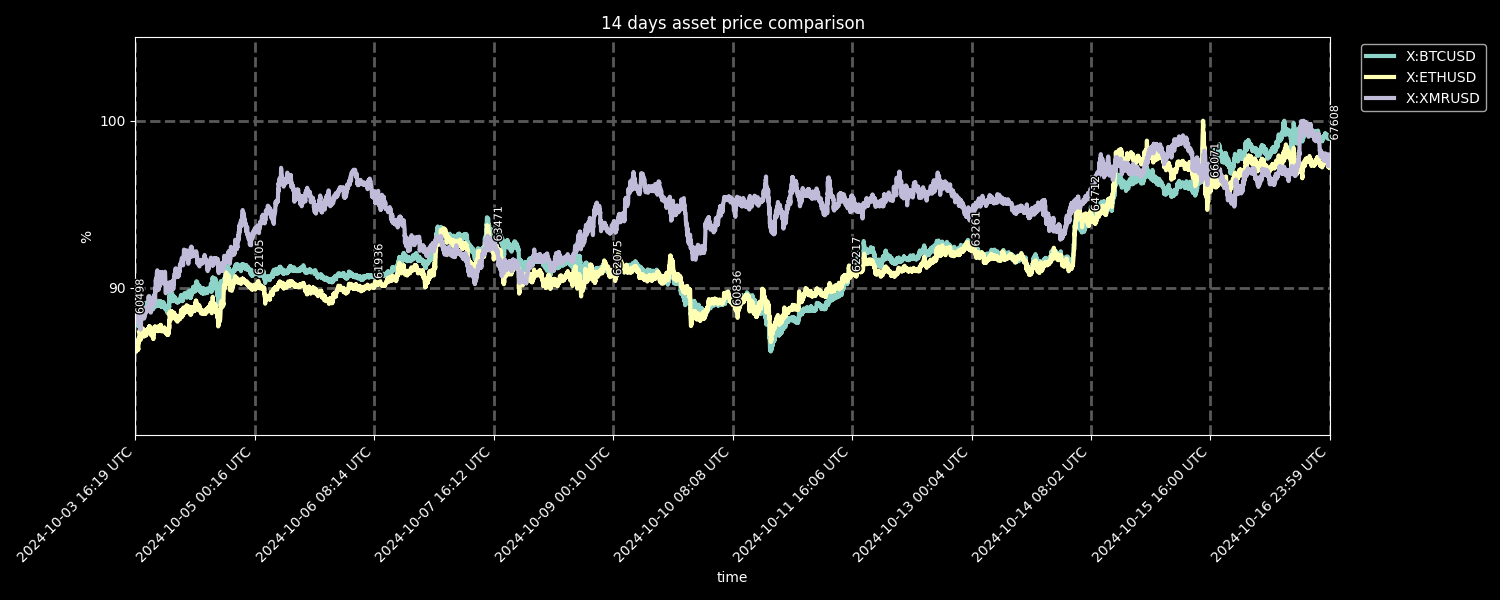 14 days asset price comparison
X:BTCUSD
X:ETHUSD
X:XMRUSD
100
90
%
60498
62105
61936
63471
62075
60836
62217
63261
64712
66071
67608
2024-10-03 16:19 UTC
2024-10-05 00:16 UTC
2024-10-06 08:14 UTC
2024-10-07 16:12 UTC
2024-10-09 00:10 UTC
2024-10-10 08:08 UTC
2024-10-11 16:06 UTC
2024-10-13 00:04 UTC
2024-10-14 08:02 UTC
2024-10-15 16:00 UTC
2024-10-16 23:59 UTC
time